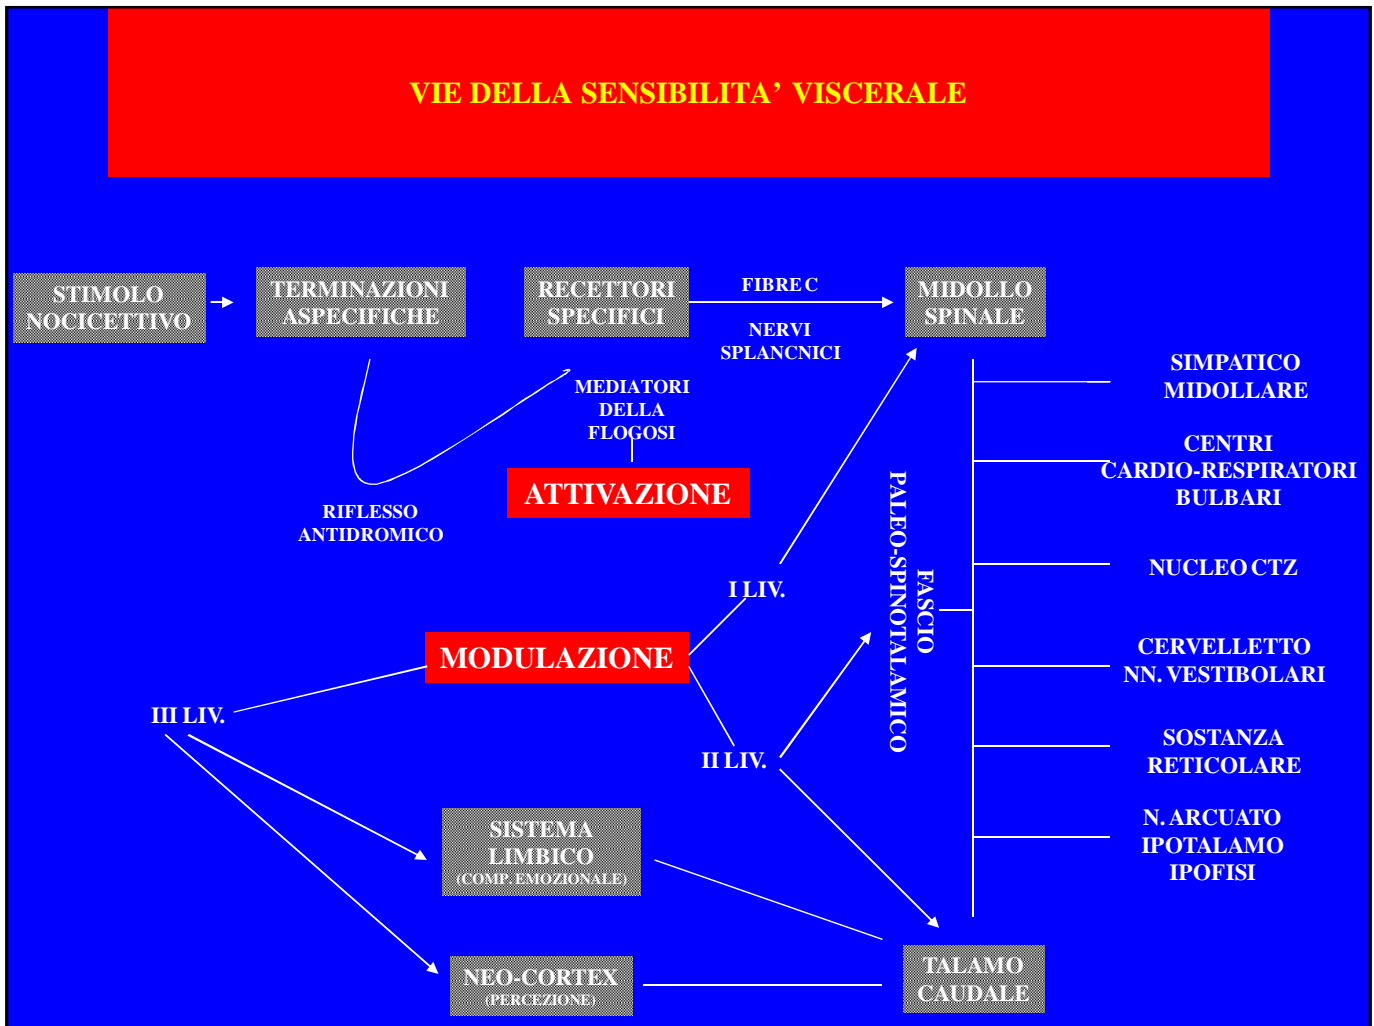 VIE DELLA SENSIBILITA’ VISCERALE
STIMOLO
NOCICETTIVO
TERMINAZIONI
ASPECIFICHE
RECETTORI
SPECIFICI
FIBRE C
NERVI
SPLANCNICI
MIDOLLO
SPINALE
MEDIATORI
DELLA
FLOGOSI
ATTIVAZIONE
RIFLESSO
ANTIDROMICO
SIMPATICO
MIDOLLARE
CENTRI
CARDIO-RESPIRATORI
BULBARI
NUCLEO CTZ
CERVELLETTO
NN. VESTIBOLARI
SOSTANZA
RETICOLARE
N. ARCUATO
IPOTALAMO
IPOFISI
FASCIO
PALEO-SPINOTALAMICO
I LIV.
MODULAZIONE
II LIV.
III LIV.
SISTEMA
LIMBICO
(COMP. EMOZIONALE)
NEO-CORTEX
(PERCEZIONE)
TALAMO
CAUDALE